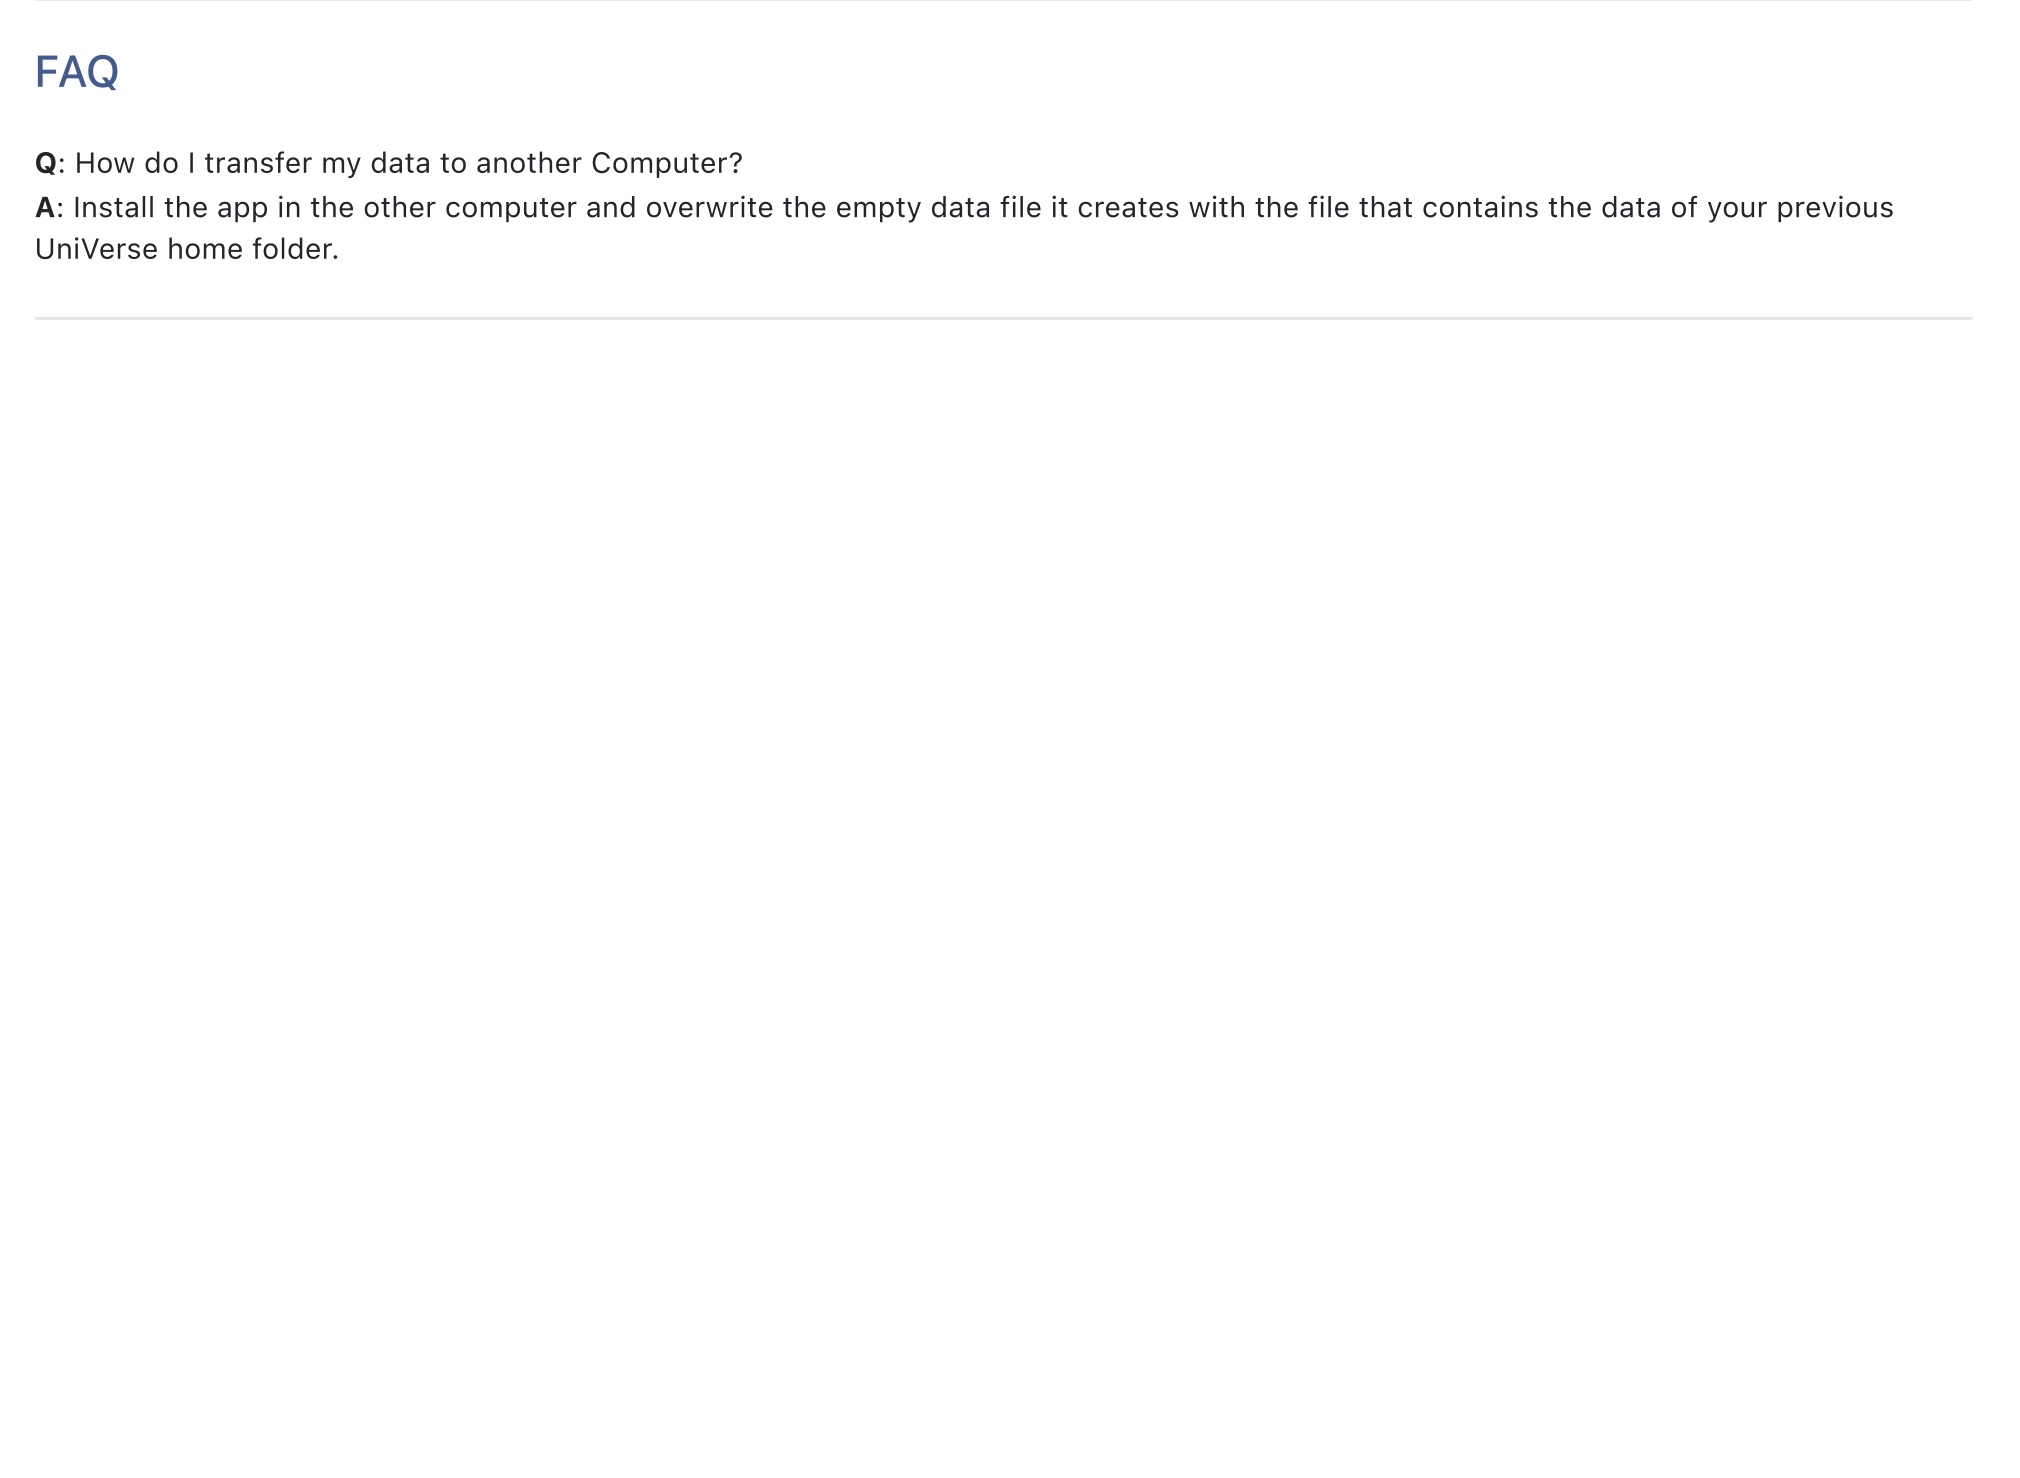 FAQ
Q: How do I transfer my data to another Computer?
A: Install the app in the other computer and overwrite the empty data file it creates with the file that contains the data of your previous
UniVerse home folder.